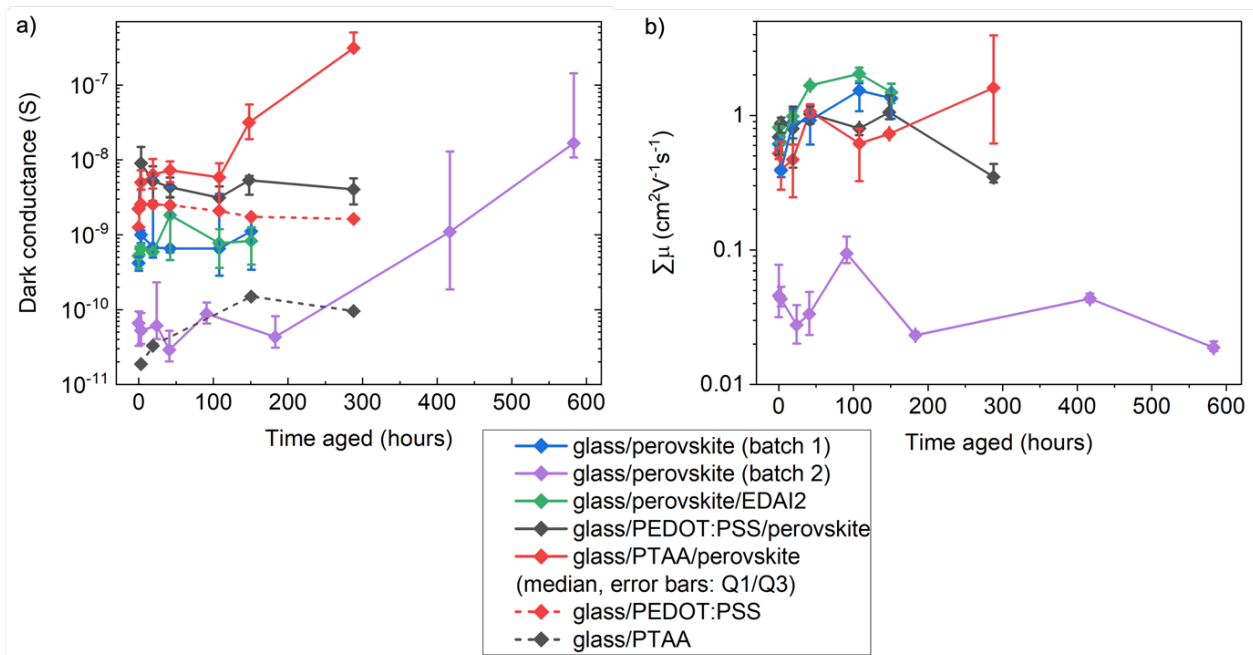 a)
Dark conductance (S)
10⁻⁷
10⁻⁸
10⁻⁹
10⁻¹⁰
10⁻¹¹
0 100 200 300 400 500 600
Time aged (hours)
b)
∑μ (cm²V⁻¹s⁻¹)
1
0.1
0.01
0 100 200 300 400 500 600
Time aged (hours)
glass/perovskite (batch 1)
glass/perovskite (batch 2)
glass/perovskite/EDAI2
glass/PEDOT:PSS/perovskite
glass/PTAA/perovskite
(median, error bars: Q1/Q3)
glass/PEDOT:PSS
glass/PTAA